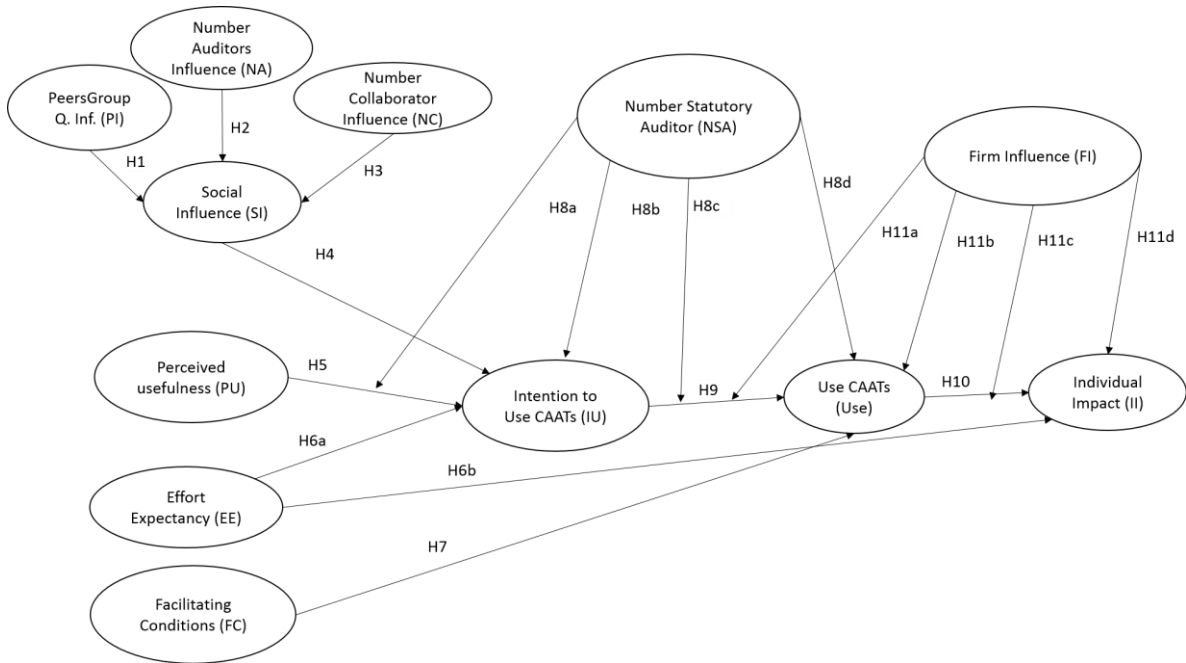 Number
Auditors
Influence (NA)
PeersGroup
Q. Inf. (PI)
Number
Collaborator
Influence (NC)
H1
H2
H3
Social
Influence (SI)
H4
Number Statutory
Auditor (NSA)
H8a
H8b
H8c
H8d
Firm Influence (FI)
H11a
H11b
H11c
H11d
Perceived
usefulness (PU)
H5
Intention to
Use CAATs (IU)
H9
Use CAATs
(Use)
H10
Individual
Impact (II)
H6a
H6b
Effort
Expectancy (EE)
H7
Facilitating
Conditions (FC)